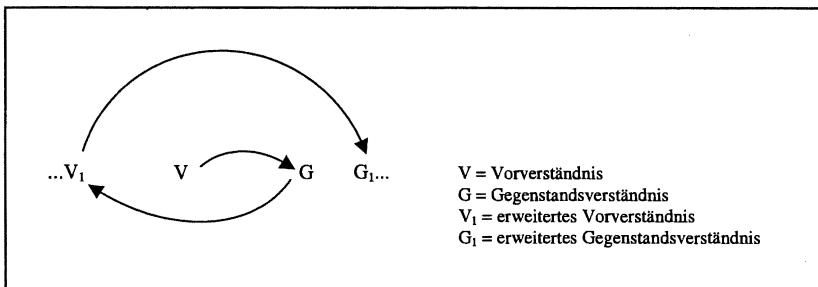 ...V₁ V G G₁...
V = Vorverständnis
G = Gegenstandsverständnis
V₁ = erweitertes Vorverständnis
G₁ = erweitertes Gegenstandsverständnis